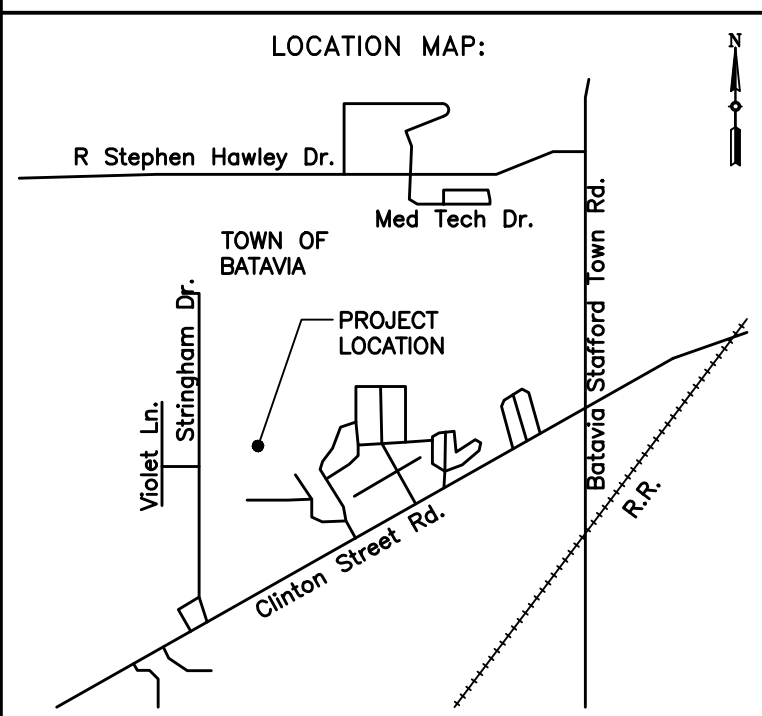 LOCATION MAP:
N
R Stephen Hawley Dr.
Med Tech Dr.
TOWN OF
BATAVIA
Batavia Stafford Town Rd.
Stringham Dr.
PROJECT
LOCATION
Violet Ln.
R.R.
Clinton Street Rd.